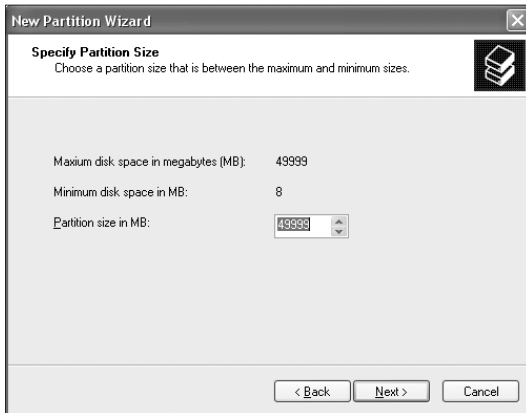 New Partition Wizard
Specify Partition Size
Choose a partition size that is between the maximum and minimum sizes.
Maxium disk space in megabytes (MB): 49999
Minimum disk space in MB: 8
Partition size in MB: 49999
< Back Next > Cancel